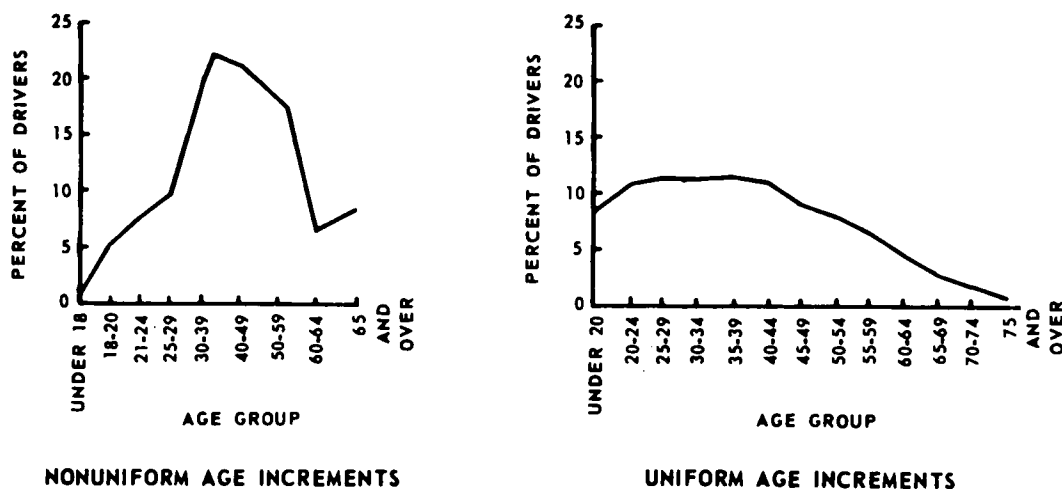 25
20
15
10
5
0
PERCENT OF DRIVERS
UNDER 18
18-20
21-24
25-29
30-39
40-49
50-59
60-64
65
AND
OVER
AGE GROUP
NONUNIFORM AGE INCREMENTS
25
20
15
10
5
0
PERCENT OF DRIVERS
UNDER 20
20-24
25-29
30-34
35-39
40-44
45-49
50-54
55-59
60-64
65-69
70-74
75
AND
OVER
AGE GROUP
UNIFORM AGE INCREMENTS